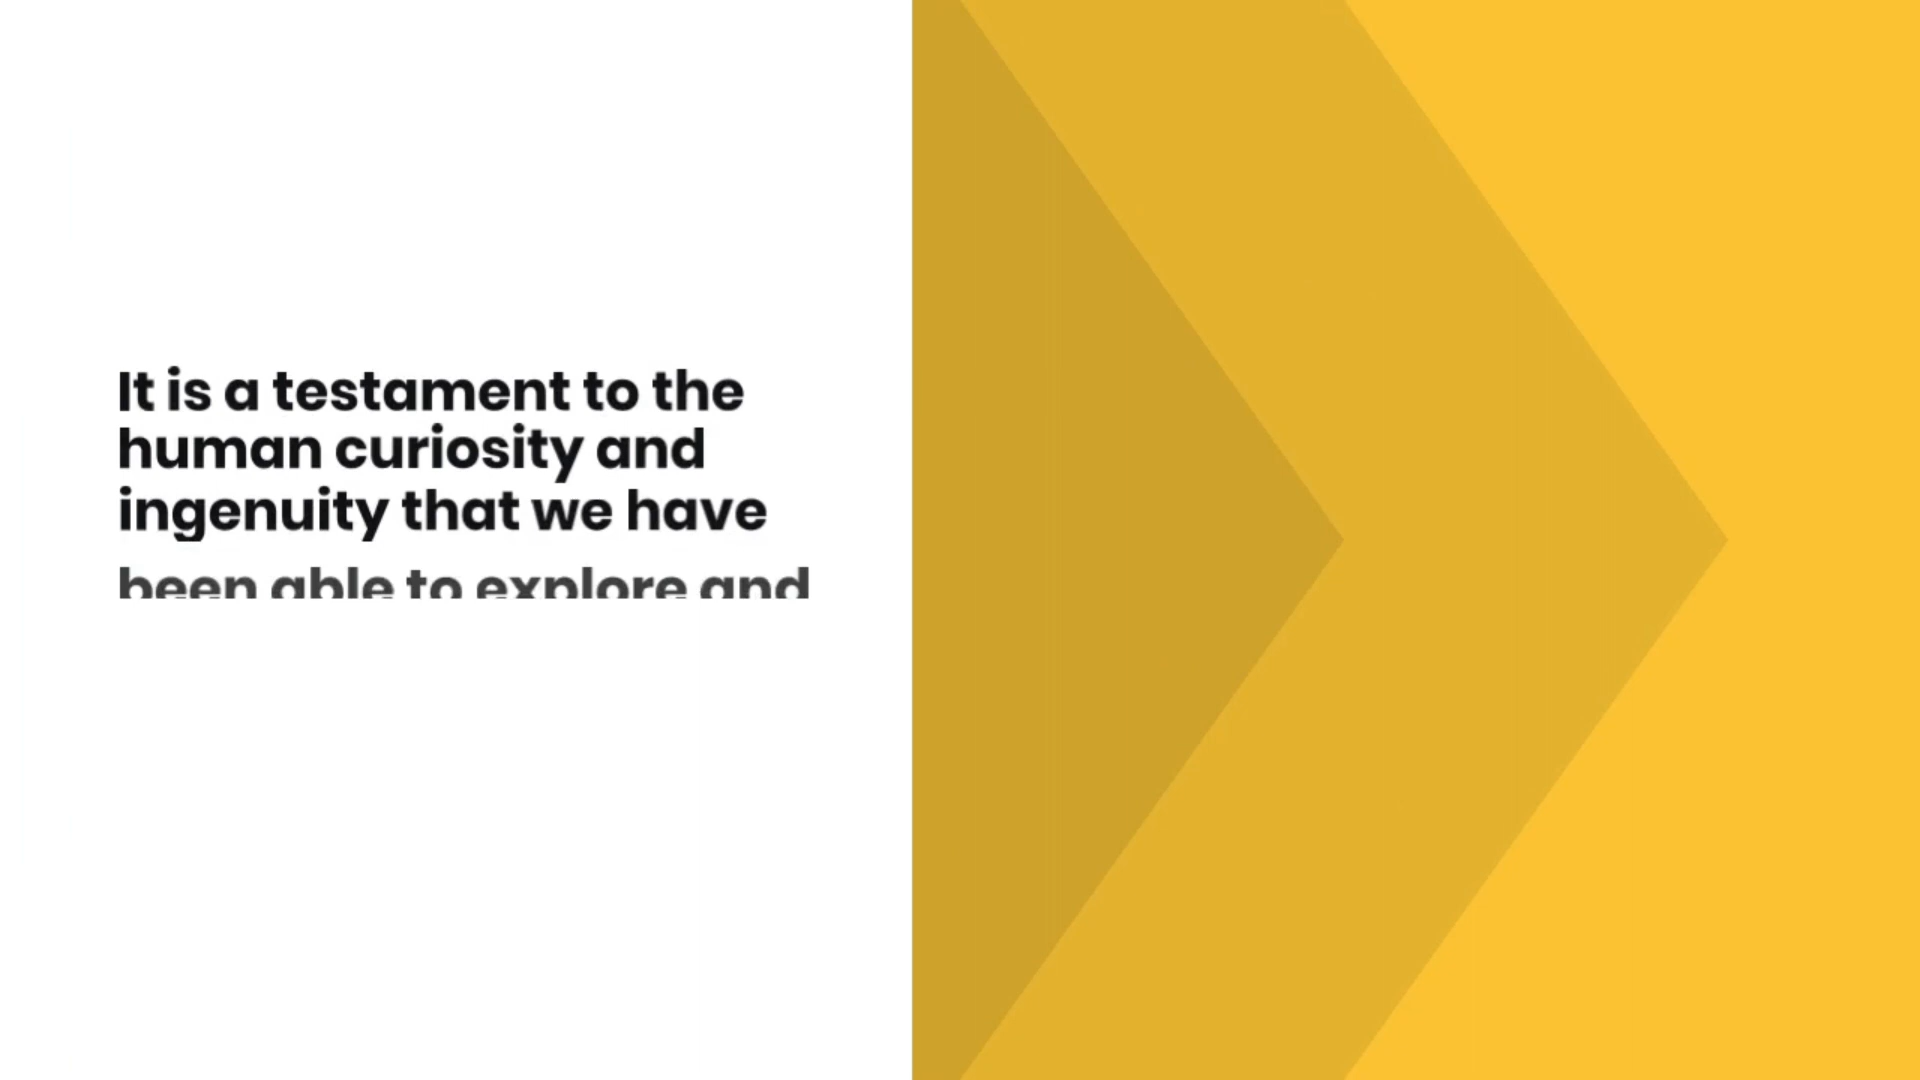 It is a testament to the
human curiosity and
ingenuity that we have
been able to explore and